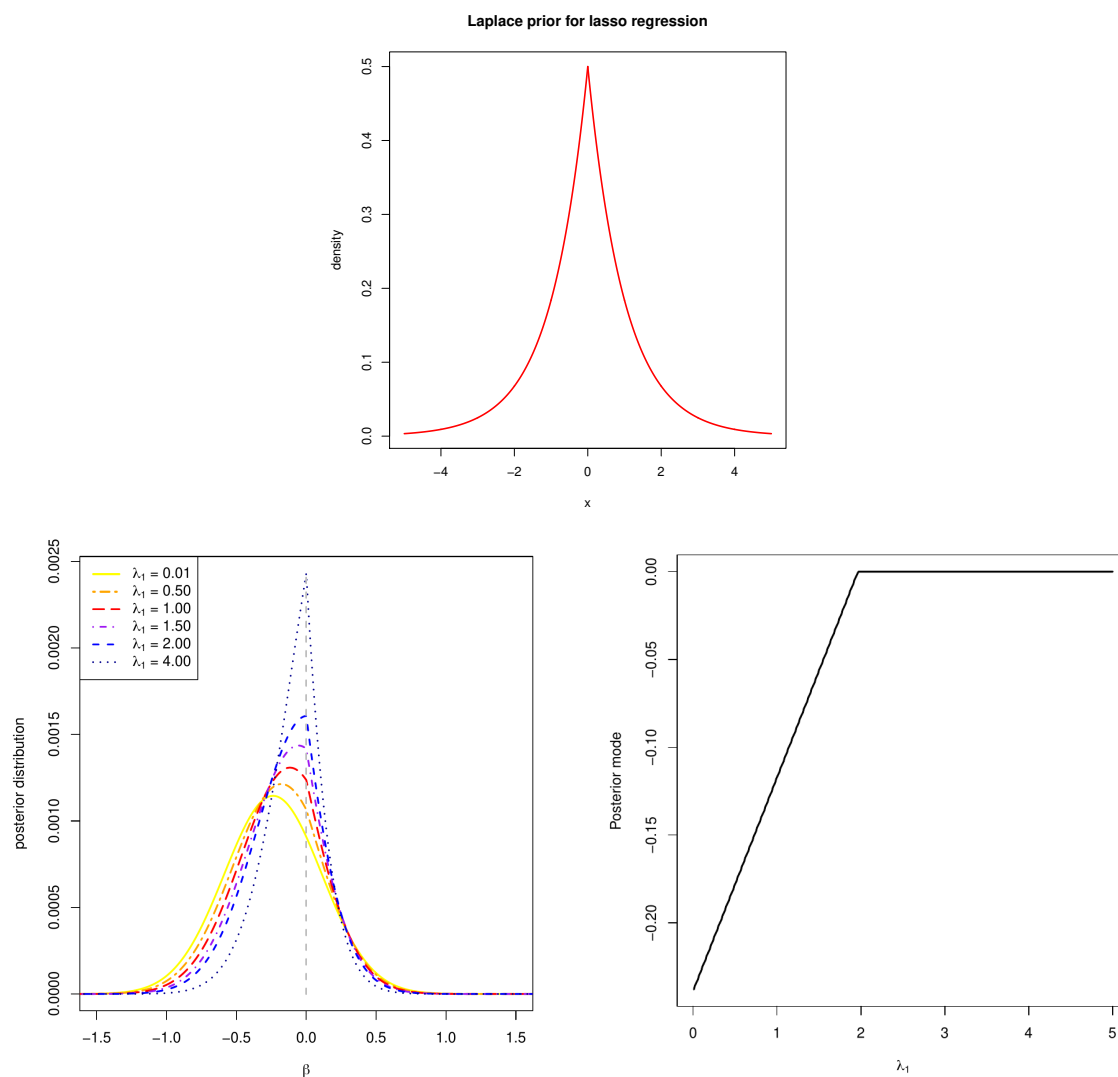 Laplace prior for lasso regression
density
0.5
0.4
0.3
0.2
0.1
0.0
−4 −2 0 2 4
x
posterior distribution
0.0025
0.0020
0.0015
0.0010
0.0005
0.0000
λ₁ = 0.01
λ₁ = 0.50
λ₁ = 1.00
λ₁ = 1.50
λ₁ = 2.00
λ₁ = 4.00
−1.5 −1.0 −0.5 0.0 0.5 1.0 1.5
β
Posterior mode
0.00
−0.05
−0.10
−0.15
−0.20
0 1 2 3 4 5
λ₁